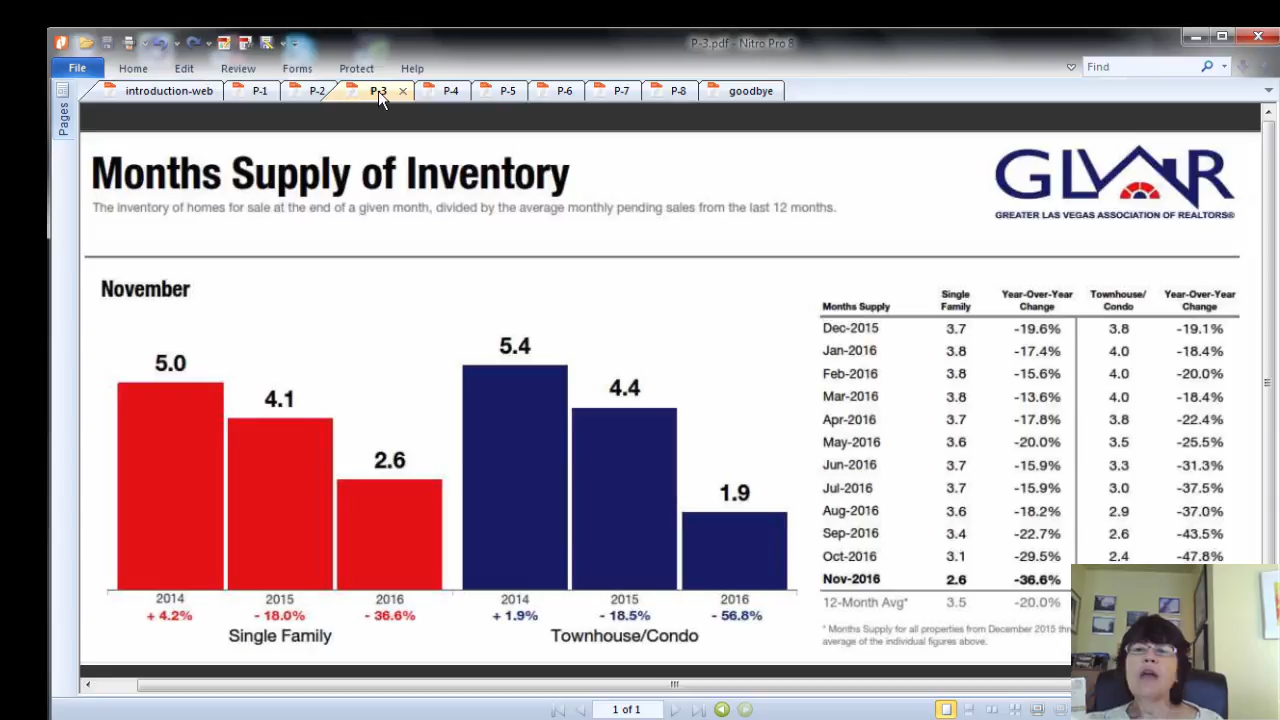 P-3.pdf - Nitro Pro 8
File Home Edit Review Forms Protect Help Find
introduction-web P-1 P-2 P-3 P-4 P-5 P-6 P-7 P-8 goodbye
Pages
Months Supply of Inventory
The inventory of homes for sale at the end of a given month, divided by the average monthly pending sales from the last 12 months.
GLVAR
GREATER LAS VEGAS ASSOCIATION OF REALTORS®
November
5.0 4.1 2.6 5.4 4.4 1.9
2014 2015 2016 2014 2015 2016
+ 4.2% - 18.0% - 36.6% + 1.9% - 18.5% - 56.8%
Single Family Townhouse/Condo
Months Supply Single Family Year-Over-Year Change Townhouse/ Condo Year-Over-Year Change
Dec-2015 3.7 -19.6% 3.8 -19.1%
Jan-2016 3.8 -17.4% 4.0 -18.4%
Feb-2016 3.8 -15.6% 4.0 -20.0%
Mar-2016 3.8 -13.6% 4.0 -18.4%
Apr-2016 3.7 -17.8% 3.8 -22.4%
May-2016 3.6 -20.0% 3.5 -25.5%
Jun-2016 3.7 -15.9% 3.3 -31.3%
Jul-2016 3.7 -15.9% 3.0 -37.5%
Aug-2016 3.6 -18.2% 2.9 -37.0%
Sep-2016 3.4 -22.7% 2.6 -43.5%
Oct-2016 3.1 -29.5% 2.4 -47.8%
Nov-2016 2.6 -36.6%
12-Month Avg* 3.5 -20.0%
* Months Supply for all properties from December 2015
average of the individual figures above.
1 of 1